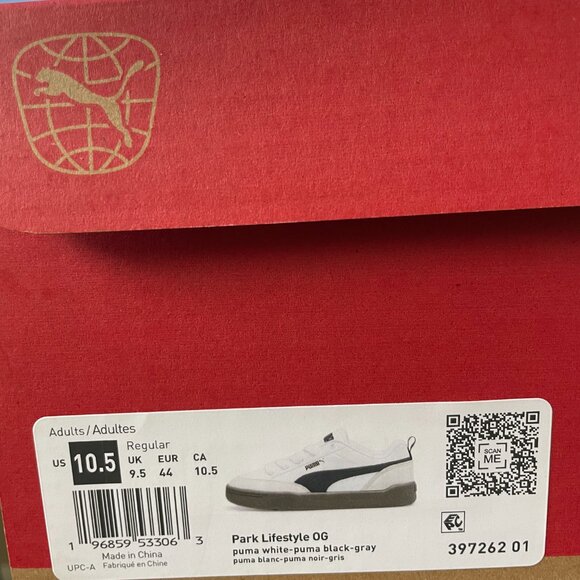 Adults/Adultes
Regular
US 10.5 UK 9.5 EUR 44 CA 10.5
PUMA
SCAN ME
1 96859 53306 3
Made in China
UPC-A Fabriqué en Chine
Park Lifestyle OG
puma white-puma black-gray
puma blanc-puma noir-gris
397262 01